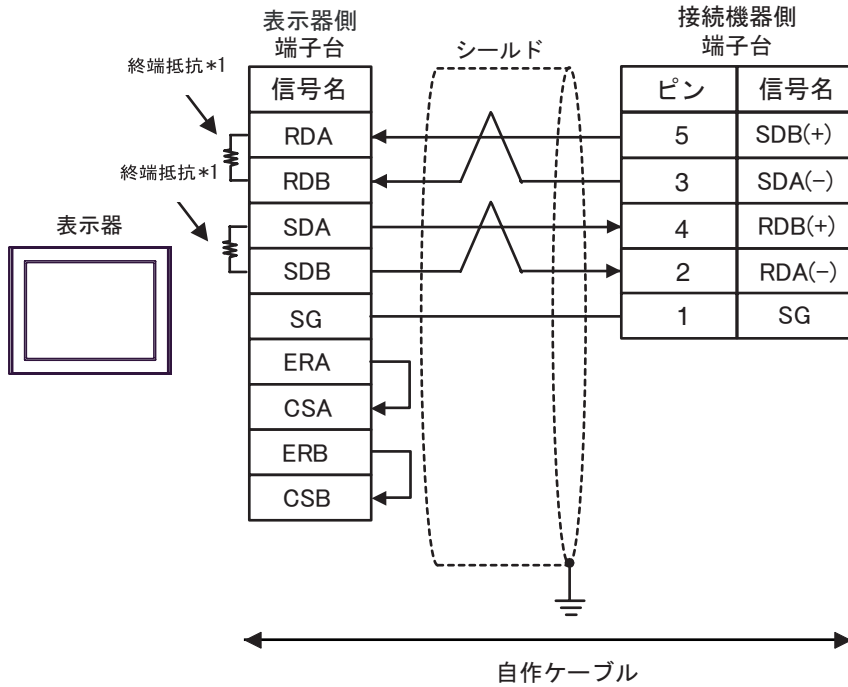 表示器側
端子台
シールド
接続機器側
端子台
終端抵抗*1
信号名
ピン 信号名
RDA
5 SDB(+)
終端抵抗*1
RDB
3 SDA(−)
表示器
SDA
4 RDB(+)
SDB
2 RDA(−)
SG
1 SG
ERA
CSA
ERB
CSB
自作ケーブル